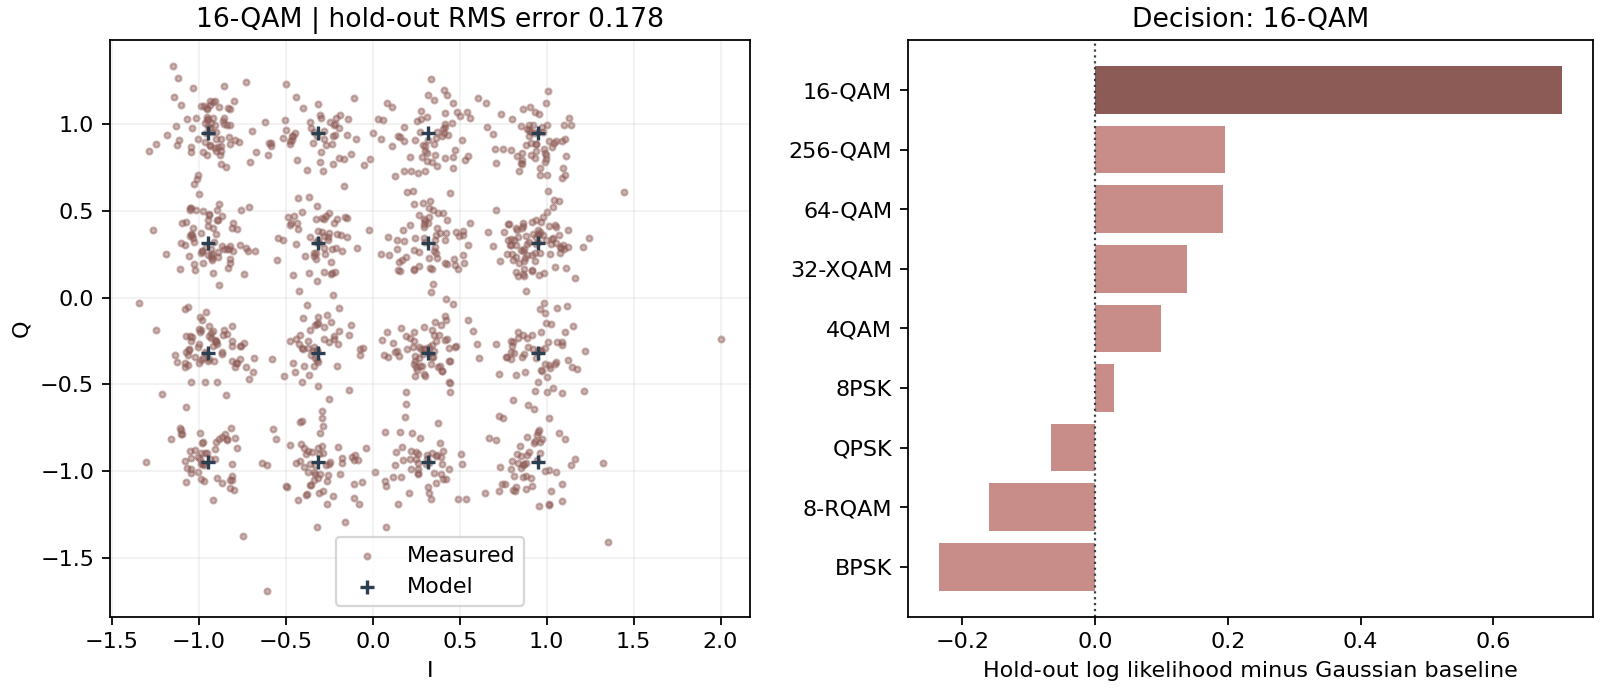 16-QAM | hold-out RMS error 0.178
Q
1.0
0.5
0.0
−0.5
−1.0
−1.5
−1.5 −1.0 −0.5 0.0 0.5 1.0 1.5 2.0
I
Measured
Model
Decision: 16-QAM
16-QAM
256-QAM
64-QAM
32-XQAM
4QAM
8PSK
QPSK
8-RQAM
BPSK
−0.2 0.0 0.2 0.4 0.6
Hold-out log likelihood minus Gaussian baseline